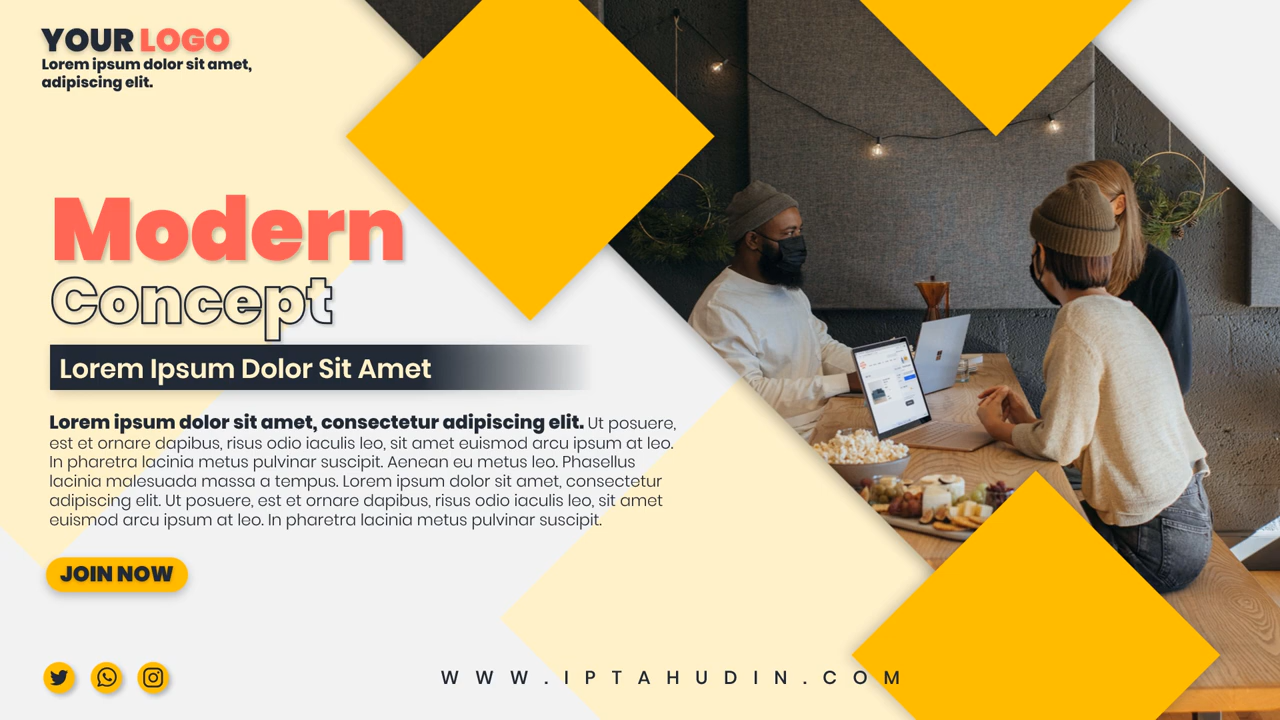 YOUR LOGO
Lorem ipsum dolor sit amet,
adipiscing elit.
Modern
Concept
Lorem Ipsum Dolor Sit Amet
Lorem ipsum dolor sit amet, consectetur adipiscing elit. Ut posuere,
est et ornare dapibus, risus odio iaculis leo, sit amet euismod arcu ipsum at leo.
In pharetra lacinia metus pulvinar suscipit. Aenean eu metus leo. Phasellus
lacinia malesuada massa a tempus. Lorem ipsum dolor sit amet, consectetur
adipiscing elit. Ut posuere, est et ornare dapibus, risus odio iaculis leo, sit amet
euismod arcu ipsum at leo. In pharetra lacinia metus pulvinar suscipit.
JOIN NOW
WWW.IPTAHUDIN.COM